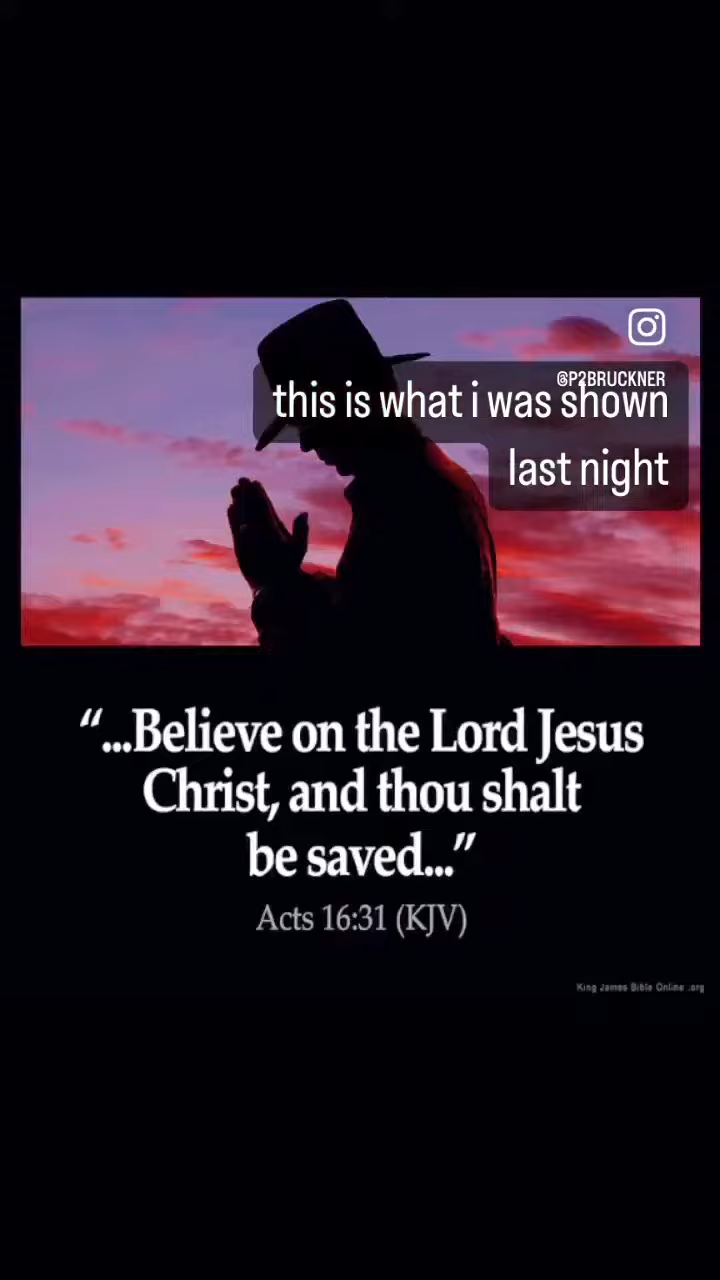 @P2BRUCKNER
this is what i was shown
last night
“...Believe on the Lord Jesus
Christ, and thou shalt
be saved...”
Acts 16:31 (KJV)
King James Bible Online .org